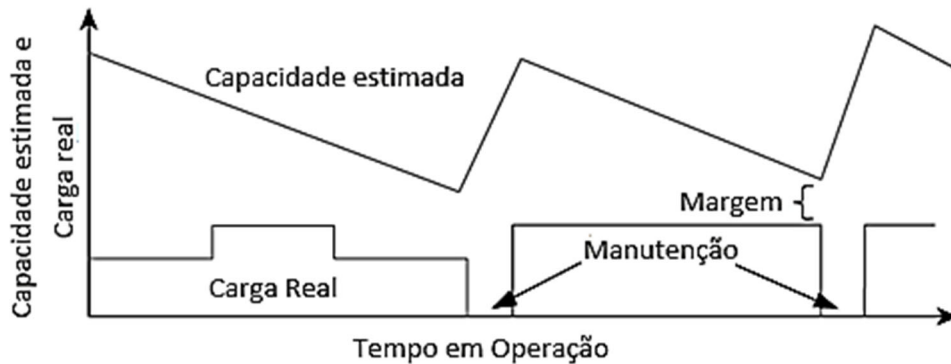 Capacidade estimada e
Carga real
Capacidade estimada
Margem
Manutenção
Carga Real
Tempo em Operação